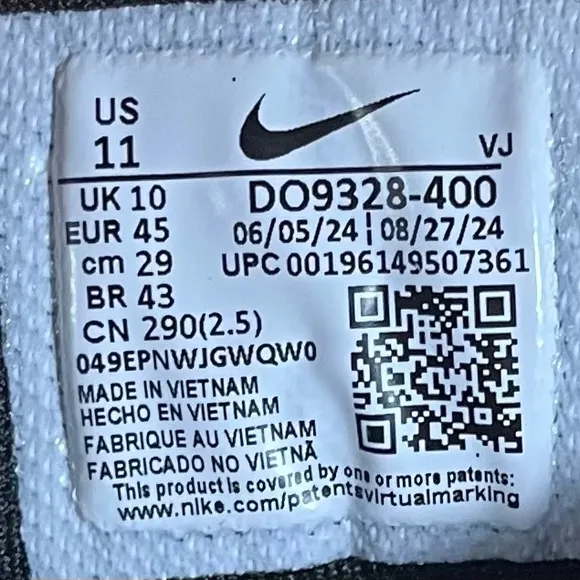 US
11
VJ
UK 10
DO9328-400
EUR 45
06/05/24 | 08/27/24
cm 29
UPC 00196149507361
BR 43
CN 290(2.5)
049EPNWJGWQW0
MADE IN VIETNAM
HECHO EN VIETNAM
FABRIQUE AU VIETNAM
FABRICADO NO VIETNÃ
This product is covered by one or more patents:
www.nike.com/patentsvirtualmarking